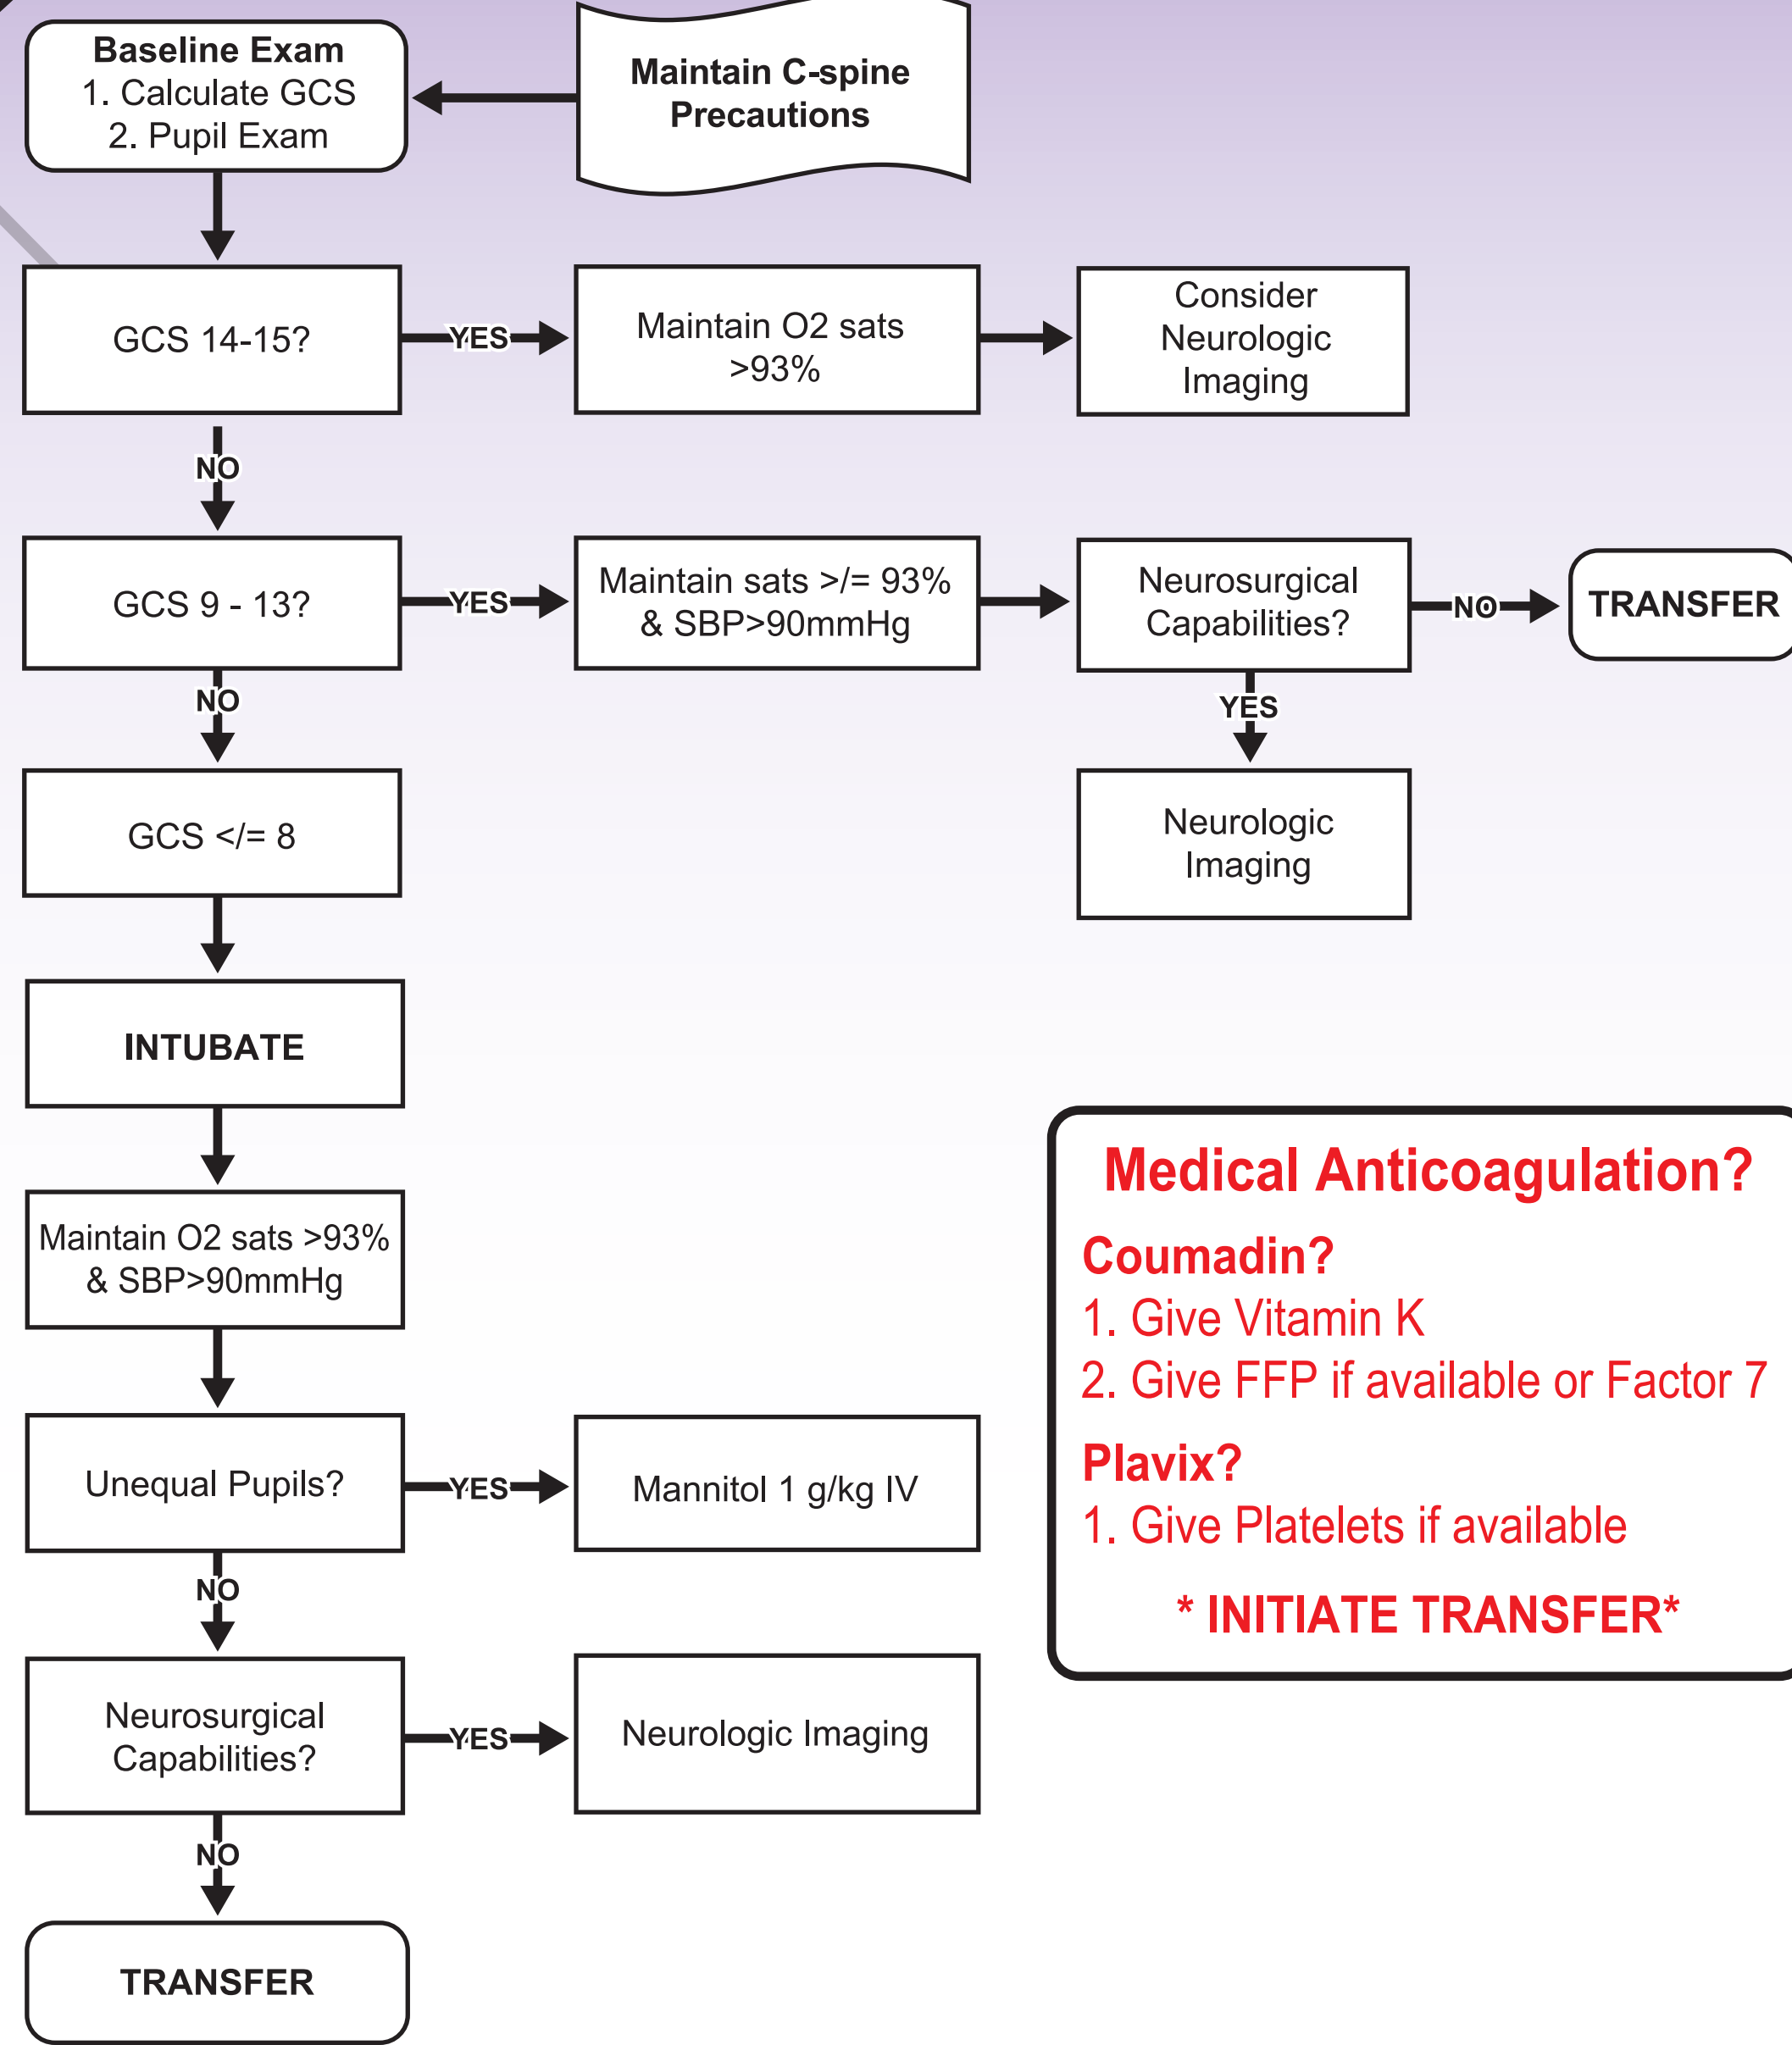 Baseline Exam
1. Calculate GCS
2. Pupil Exam
Maintain C-spine
Precautions
GCS 14-15?
YES
Maintain O2 sats
>93%
Consider
Neurologic
Imaging
NO
GCS 9 - 13?
YES
Maintain sats >/= 93%
& SBP>90mmHg
Neurosurgical
Capabilities?
NO
TRANSFER
NO
YES
GCS </= 8
Neurologic
Imaging
INTUBATE
Maintain O2 sats >93%
& SBP>90mmHg
Unequal Pupils?
YES
Mannitol 1 g/kg IV
NO
Neurosurgical
Capabilities?
YES
Neurologic Imaging
NO
TRANSFER
Medical Anticoagulation?
Coumadin?
1. Give Vitamin K
2. Give FFP if available or Factor 7
Plavix?
1. Give Platelets if available
* INITIATE TRANSFER*